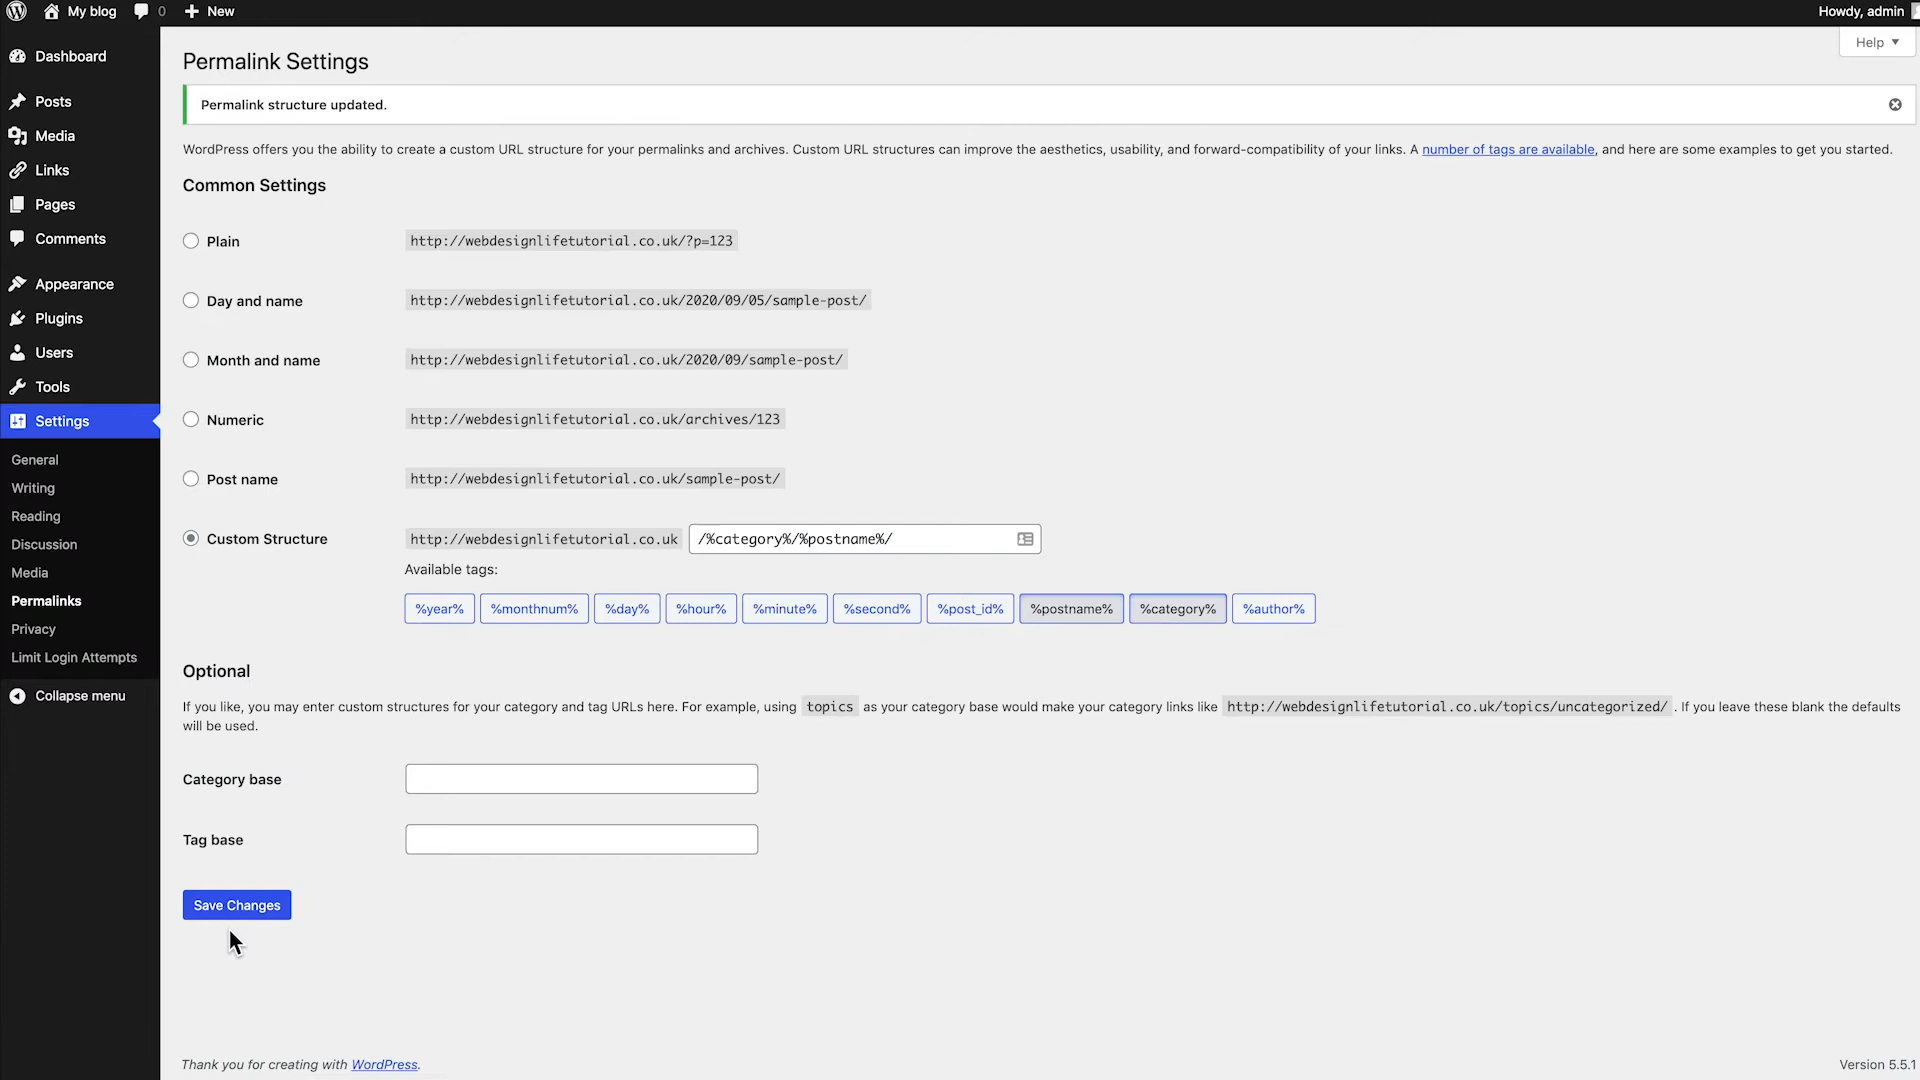 My blog
0
New
Howdy, admin
Dashboard
Posts
Media
Links
Pages
Comments
Appearance
Plugins
Users
Tools
Settings
General
Writing
Reading
Discussion
Media
Permalinks
Privacy
Limit Login Attempts
Collapse menu
Help
Permalink Settings
Permalink structure updated.
WordPress offers you the ability to create a custom URL structure for your permalinks and archives. Custom URL structures can improve the aesthetics, usability, and forward-compatibility of your links. A number of tags are available, and here are some examples to get you started.
Common Settings
Plain http://webdesignlifetutorial.co.uk/?p=123
Day and name http://webdesignlifetutorial.co.uk/2020/09/05/sample-post/
Month and name http://webdesignlifetutorial.co.uk/2020/09/sample-post/
Numeric http://webdesignlifetutorial.co.uk/archives/123
Post name http://webdesignlifetutorial.co.uk/sample-post/
Custom Structure http://webdesignlifetutorial.co.uk /%category%/%postname%/
Available tags:
%year% %monthnum% %day% %hour% %minute% %second% %post_id% %postname% %category% %author%
Optional
If you like, you may enter custom structures for your category and tag URLs here. For example, using topics as your category base would make your category links like http://webdesignlifetutorial.co.uk/topics/uncategorized/ . If you leave these blank the defaults
will be used.
Category base
Tag base
Save Changes
Thank you for creating with WordPress.
Version 5.5.1